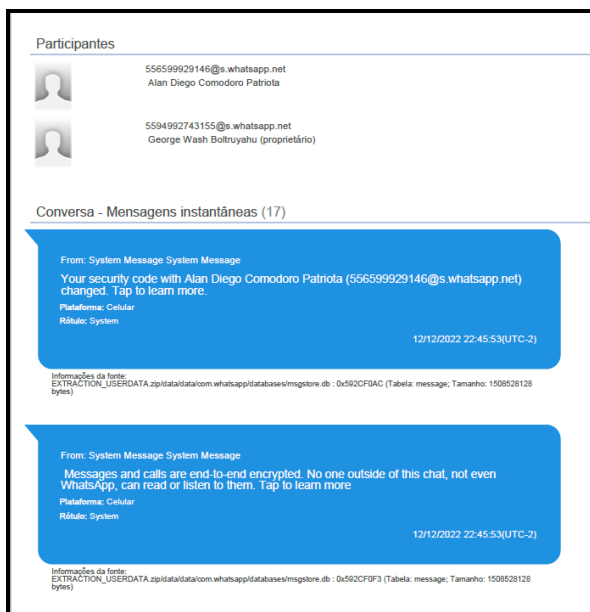 Participantes
556599929146@s.whatsapp.net
Alan Diego Comodoro Patriota
5594992743155@s.whatsapp.net
George Wash Boltruyahu (proprietário)
Conversa - Mensagens instantâneas (17)
From: System Message System Message
Your security code with Alan Diego Comodoro Patriota (556599929146@s.whatsapp.net)
changed. Tap to learn more.
Plataforma: Celular
Rótulo: System
12/12/2022 22:45:53(UTC-2)
Informações da fonte:
EXTRACTION_USERDATA.zip/data/data/com.whatsapp/databases/msgstore.db : 0x592CF0AC (Tabela: message; Tamanho: 1508528128
bytes)
From: System Message System Message
Messages and calls are end-to-end encrypted. No one outside of this chat, not even
WhatsApp, can read or listen to them. Tap to learn more
Plataforma: Celular
Rótulo: System
12/12/2022 22:45:53(UTC-2)
Informações da fonte:
EXTRACTION_USERDATA.zip/data/data/com.whatsapp/databases/msgstore.db : 0x592CF0F3 (Tabela: message; Tamanho: 1508528128
bytes)